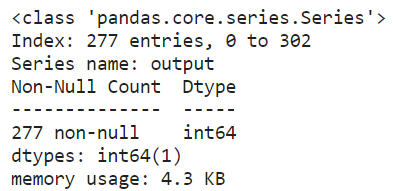 <class 'pandas.core.series.Series'>
Index: 277 entries, 0 to 302
Series name: output
Non-Null Count  Dtype
--------------  -----
277 non-null    int64
dtypes: int64(1)
memory usage: 4.3 KB